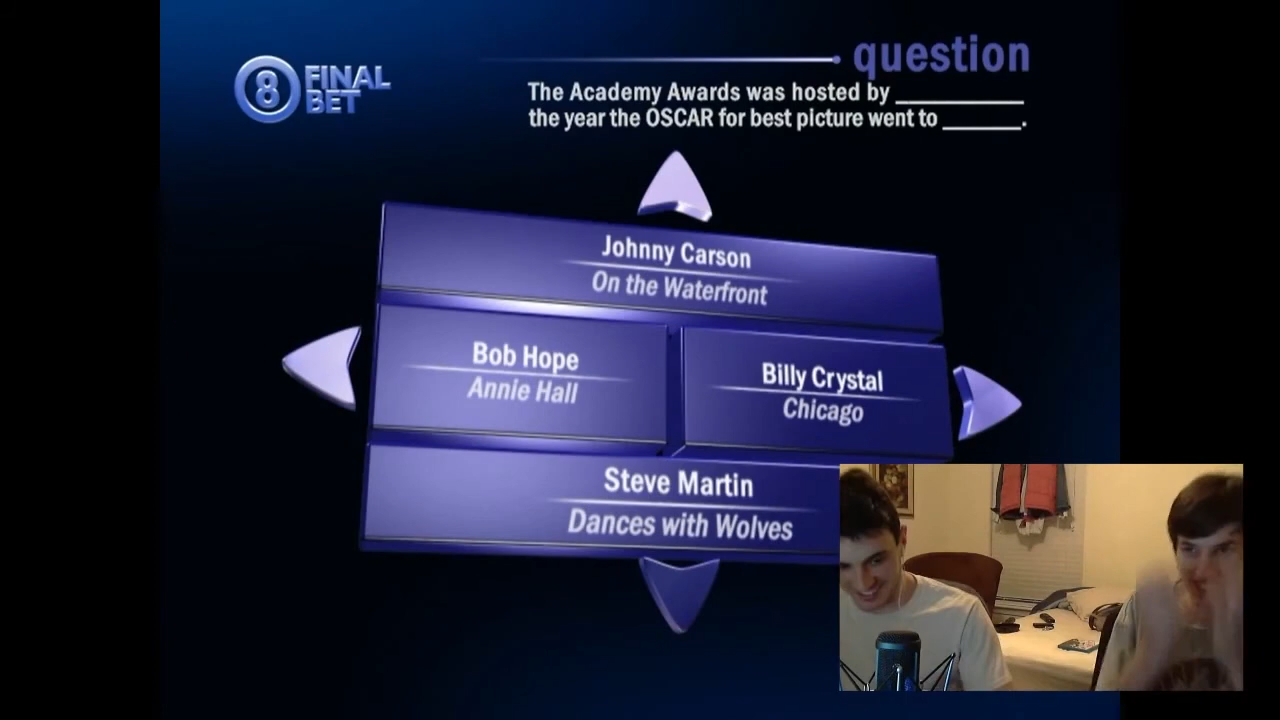 8 FINAL
BET
question
The Academy Awards was hosted by __________
the year the OSCAR for best picture went to ______.
Johnny Carson
On the Waterfront
Bob Hope
Annie Hall
Billy Crystal
Chicago
Steve Martin
Dances with Wolves